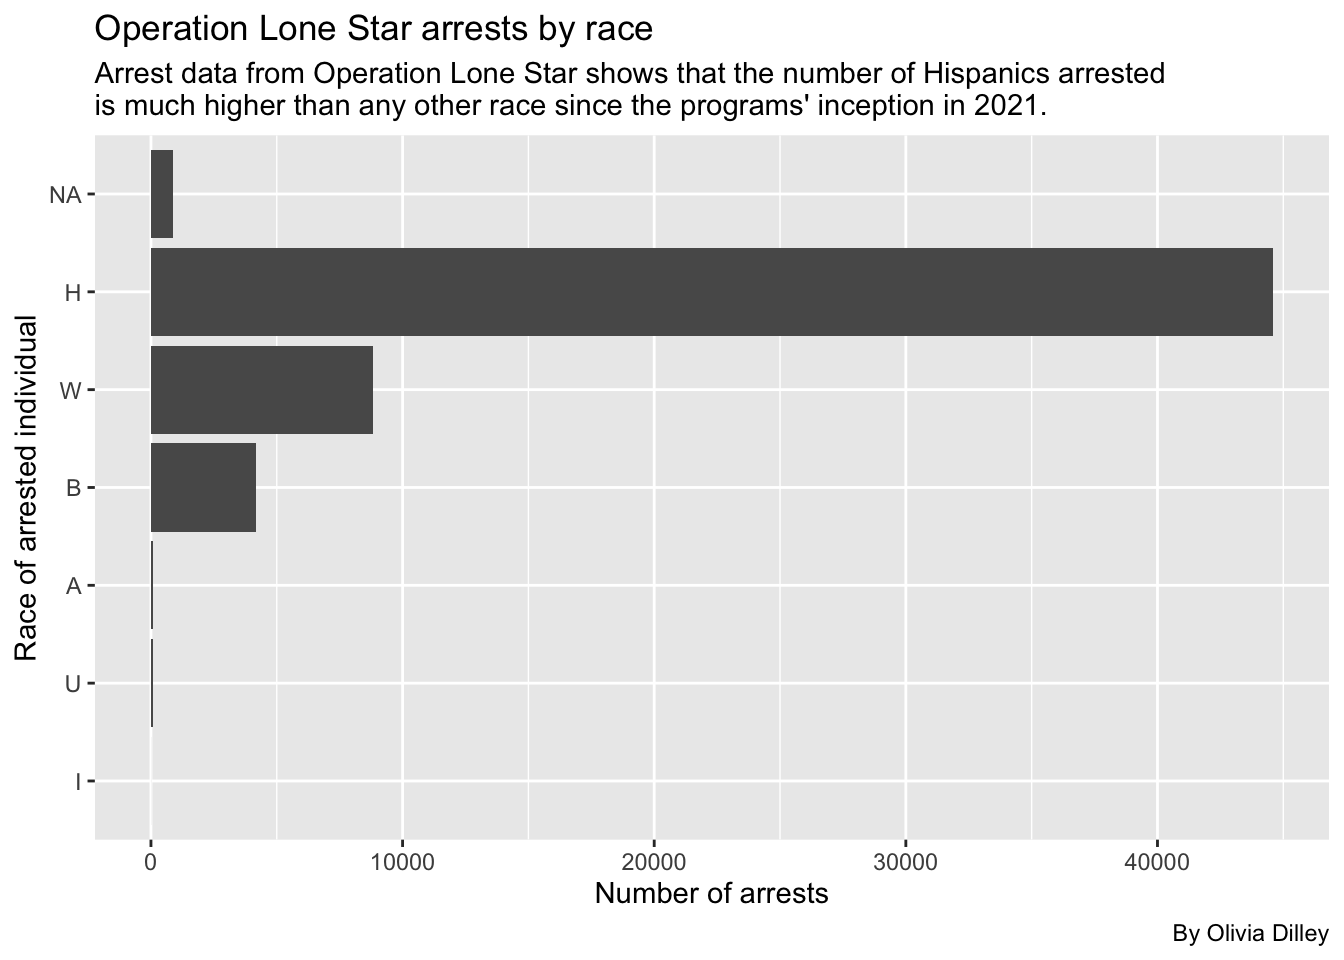 Operation Lone Star arrests by race
Arrest data from Operation Lone Star shows that the number of Hispanics arrested
is much higher than any other race since the programs' inception in 2021.
Race of arrested individual
NA
H
W
B
A
U
I
0 10000 20000 30000 40000
Number of arrests
By Olivia Dilley